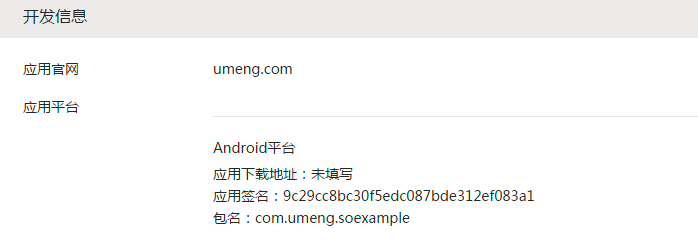 开发信息
应用官网 umeng.com
应用平台
Android平台
应用下载地址：未填写
应用签名：9c29cc8bc30f5edc087bde312ef083a1
包名：com.umeng.soexample